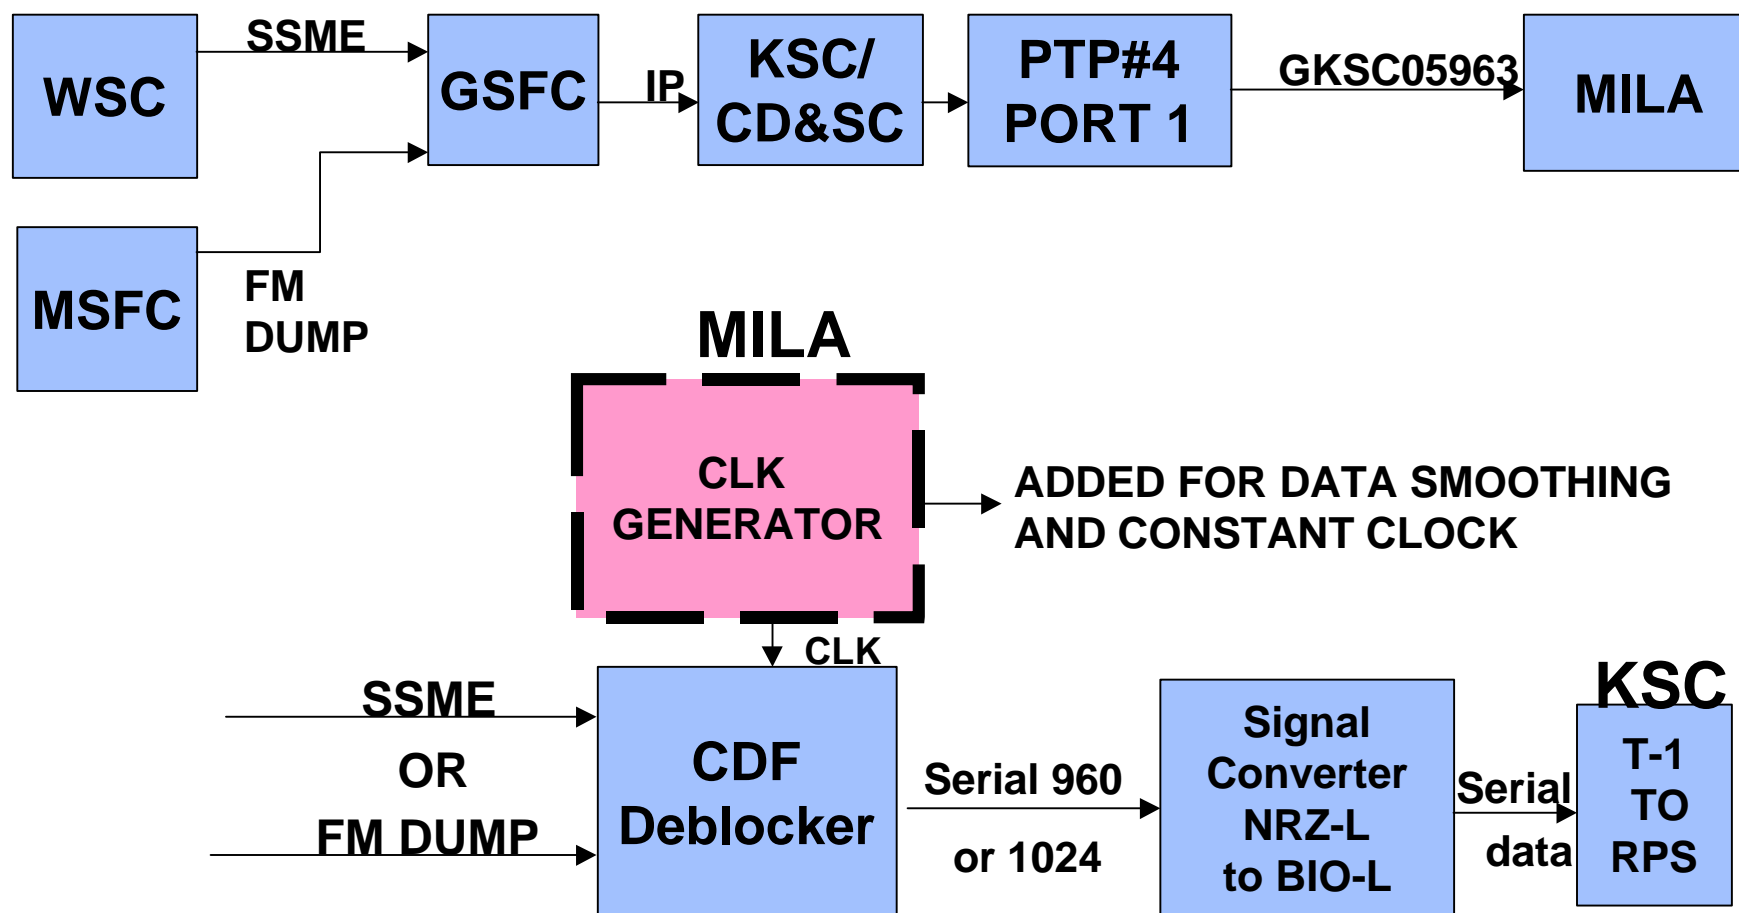 WSC
SSME
GSFC
IP
KSC/
CD&SC
PTP#4
PORT 1
GKSC05963
MILA
MSFC
FM
DUMP
MILA
CLK
GENERATOR
ADDED FOR DATA SMOOTHING
AND CONSTANT CLOCK
CLK
SSME
OR
FM DUMP
CDF
Deblocker
Serial 960
or 1024
Signal
Converter
NRZ-L
to BIO-L
Serial
data
KSC
T-1
TO
RPS